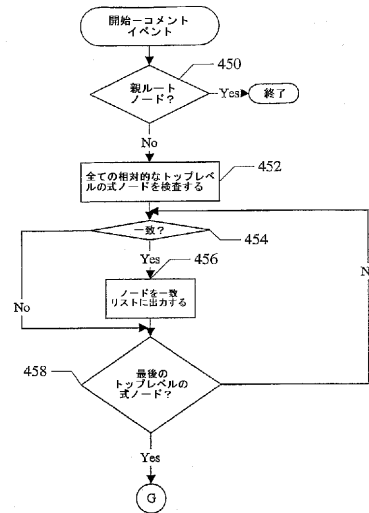 開始ーコメント
イベント
450
親ルート
ノード？
Yes
終了
No
452
全ての相対的なトップレベ
ルの式ノードを検査する
一致？
454
Yes
456
ノードを一致
リストに出力する
No
N
458
最後の
トップレベルの
式ノード？
Yes
G